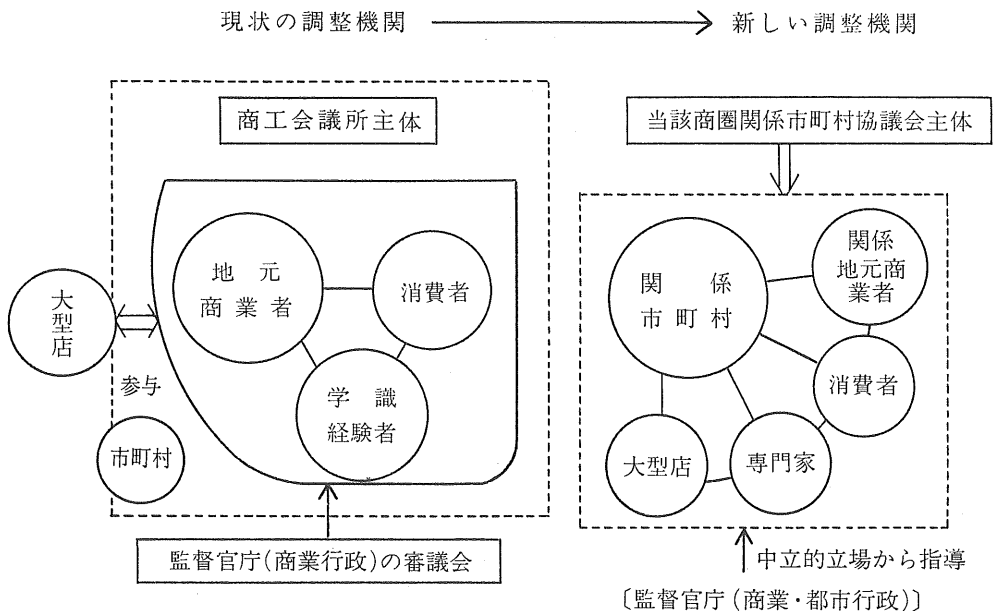 現状の調整機関
新しい調整機関
商工会議所主体
地元
商業者
消費者
学識
経験者
大型店
参与
市町村
監督官庁(商業行政)の審議会
当該商圏関係市町村協議会主体
関係
市町村
関係
地元商
業者
消費者
大型店
専門家
中立的立場から指導
〔監督官庁(商業・都市行政)〕